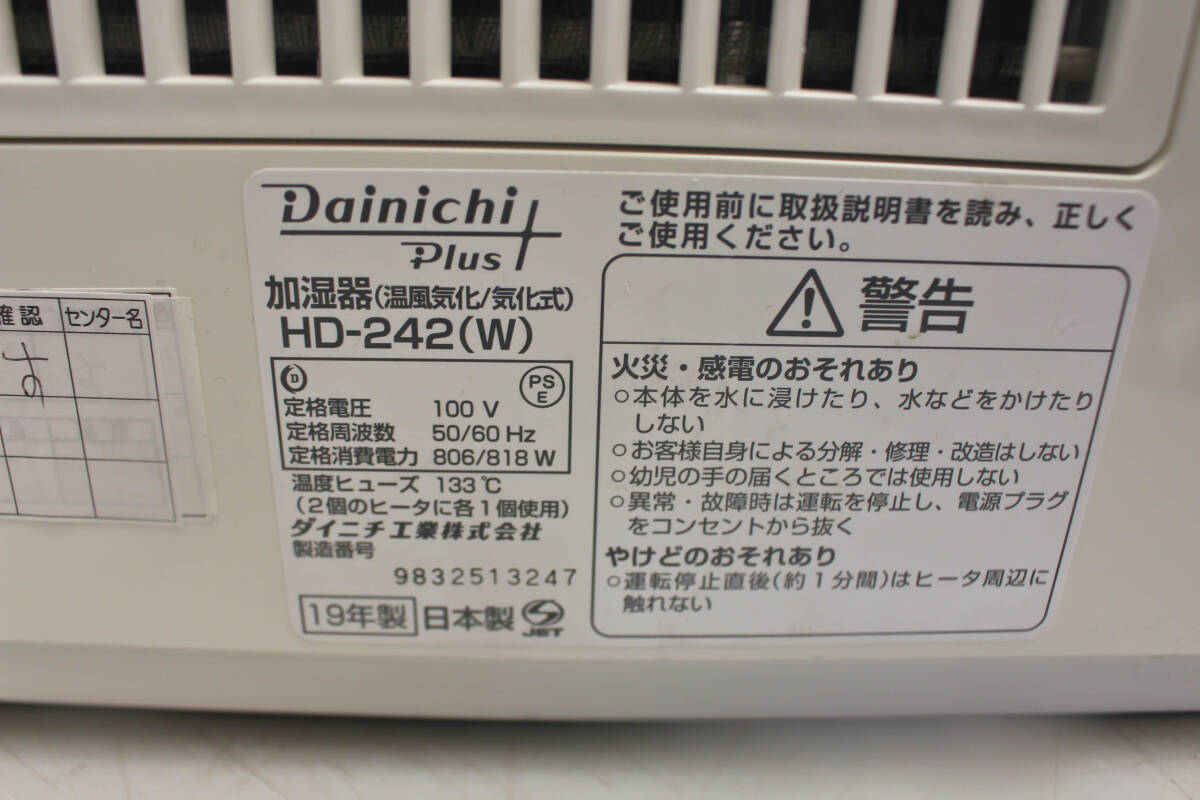 Dainichi
Plus
加湿器(温風気化/気化式)
HD-242(W)
PS
E
定格電圧 100 V
定格周波数 50/60 Hz
定格消費電力 806/818 W
温度ヒューズ 133℃
(2個のヒータに各1個使用)
ダイニチ工業株式会社
製造番号
9832513247
19年製 日本製 JET
ご使用前に取扱説明書を読み、正しく
ご使用ください。
警告
火災・感電のおそれあり
○本体を水に浸けたり、水などをかけたり
しない
○お客様自身による分解・修理・改造はしない
○幼児の手の届くところでは使用しない
○異常・故障時は運転を停止し、電源プラグ
をコンセントから抜く
やけどのおそれあり
○運転停止直後(約1分間)はヒータ周辺に
触れない
確認 センター名